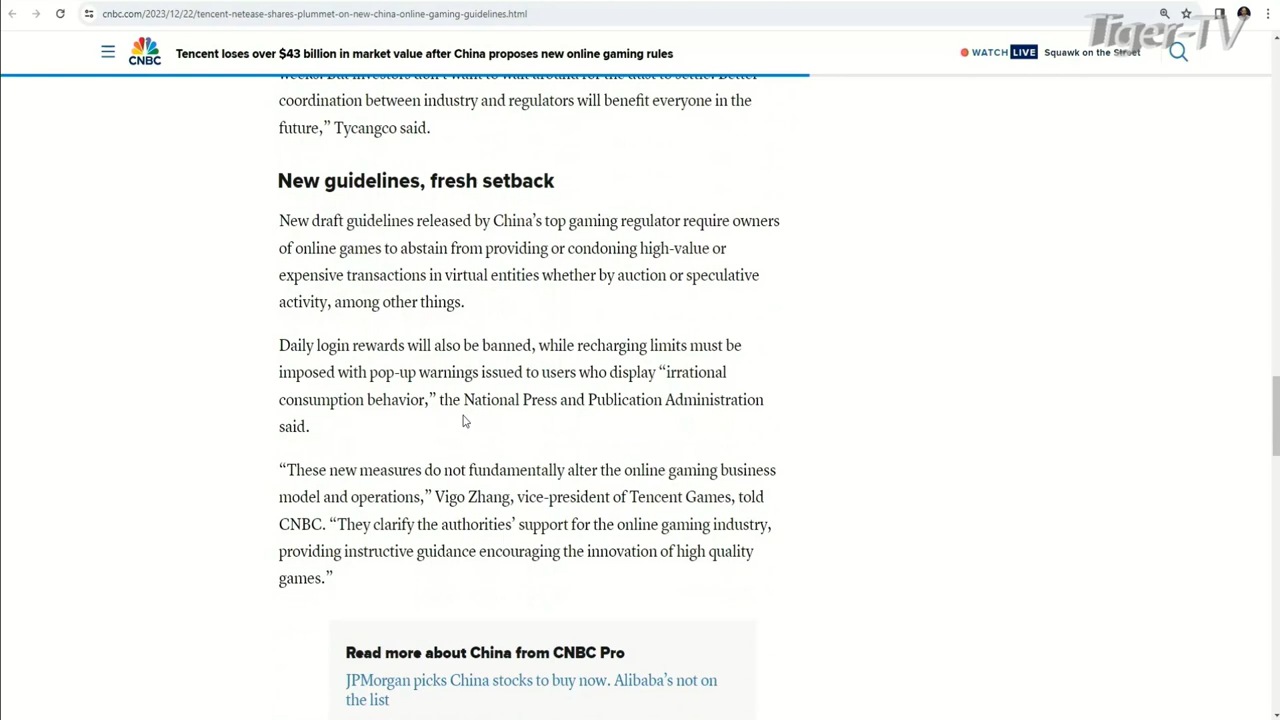 cnbc.com/2023/12/22/tencent-netease-shares-plummet-on-new-china-online-gaming-guidelines.html
Tiger-TV
CNBC
Tencent loses over $43 billion in market value after China proposes new online gaming rules
WATCH LIVE Squawk on the Street
weeks. But investors don't want to wait around for the dust to settle. Better
coordination between industry and regulators will benefit everyone in the
future,” Tycangco said.
New guidelines, fresh setback
New draft guidelines released by China’s top gaming regulator require owners
of online games to abstain from providing or condoning high-value or
expensive transactions in virtual entities whether by auction or speculative
activity, among other things.
Daily login rewards will also be banned, while recharging limits must be
imposed with pop-up warnings issued to users who display “irrational
consumption behavior,” the National Press and Publication Administration
said.
“These new measures do not fundamentally alter the online gaming business
model and operations,” Vigo Zhang, vice-president of Tencent Games, told
CNBC. “They clarify the authorities’ support for the online gaming industry,
providing instructive guidance encouraging the innovation of high quality
games.”
Read more about China from CNBC Pro
JPMorgan picks China stocks to buy now. Alibaba’s not on
the list